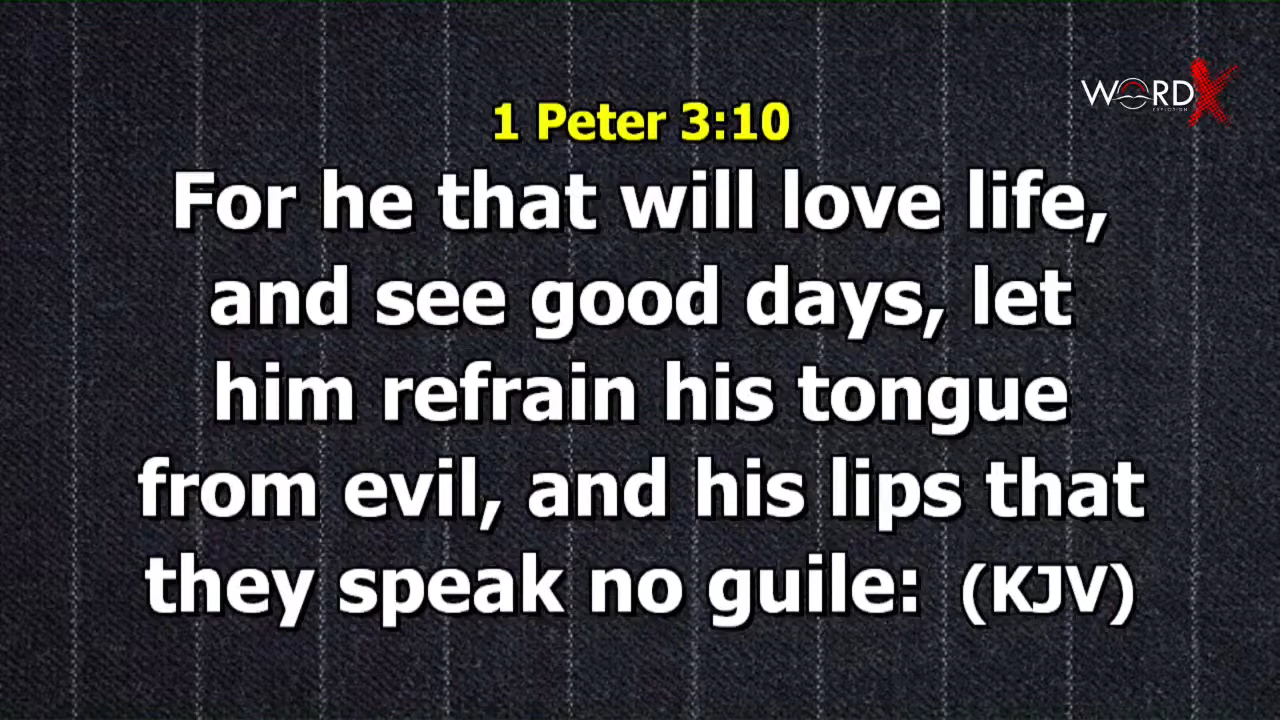 WORDX
EXPLOSION
1 Peter 3:10
For he that will love life,
and see good days, let
him refrain his tongue
from evil, and his lips that
they speak no guile: (KJV)